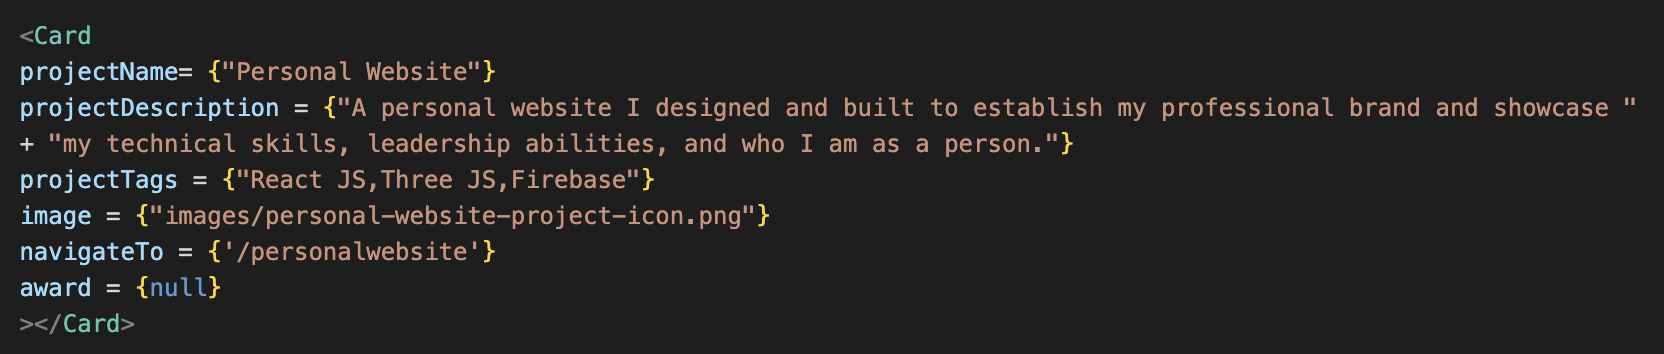 <Card
projectName= {"Personal Website"}
projectDescription = {"A personal website I designed and built to establish my professional brand and showcase "
+ "my technical skills, leadership abilities, and who I am as a person."}
projectTags = {"React JS,Three JS,Firebase"}
image = {"images/personal-website-project-icon.png"}
navigateTo = {'/personalwebsite'}
award = {null}
></Card>